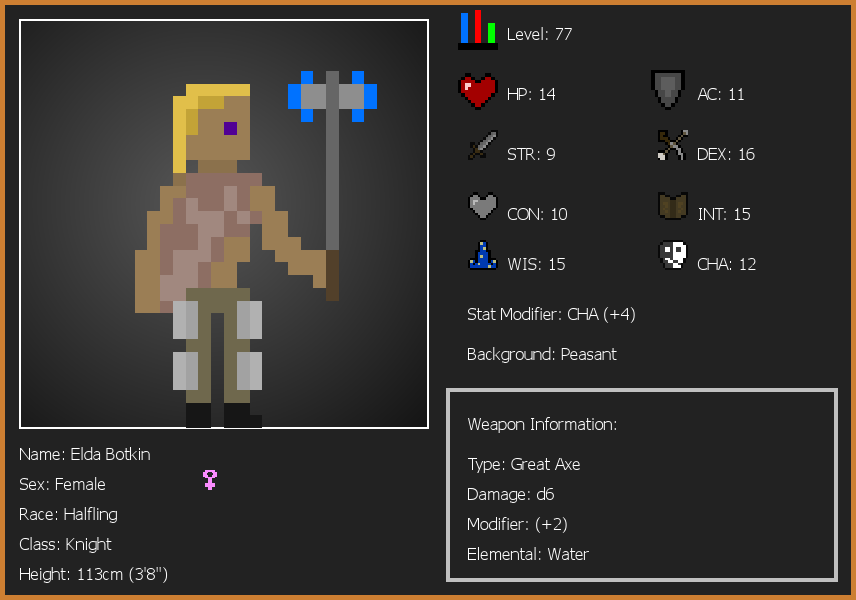 Level: 77
HP: 14
AC: 11
STR: 9
DEX: 16
CON: 10
INT: 15
WIS: 15
CHA: 12
Stat Modifier: CHA (+4)
Background: Peasant
Weapon Information:
Type: Great Axe
Damage: d6
Modifier: (+2)
Elemental: Water
Name: Elda Botkin
Sex: Female
Race: Halfling
Class: Knight
Height: 113cm (3'8")